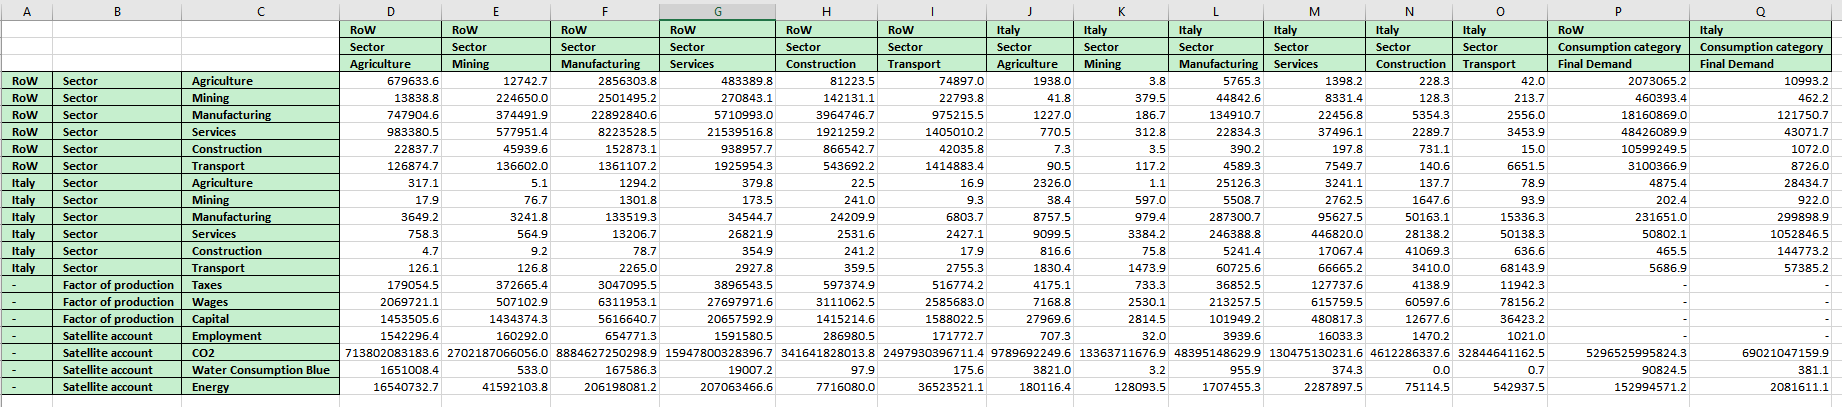 A B C D E F G H I J K L M N O P Q
RoW RoW RoW RoW RoW RoW Italy Italy Italy Italy Italy Italy RoW Italy
Sector Sector Sector Sector Sector Sector Sector Sector Sector Sector Sector Sector Consumption category Consumption category
Agriculture Mining Manufacturing Services Construction Transport Agriculture Mining Manufacturing Services Construction Transport Final Demand Final Demand
RoW Sector Agriculture 679633.6 12742.7 2856303.8 483389.8 81223.5 74897.0 1938.0 3.8 5765.3 1398.2 228.3 42.0 2073065.2 10993.2
RoW Sector Mining 13838.8 224650.0 2501495.2 270843.1 142131.1 22793.8 41.8 379.5 44842.6 8331.4 128.3 213.7 460393.4 462.2
RoW Sector Manufacturing 747904.6 374491.9 22892840.6 5710993.0 3964746.7 975215.5 1227.0 186.7 134910.7 22456.8 5354.3 2556.0 18160869.0 121750.7
RoW Sector Services 983380.5 577951.4 8223528.5 21539516.8 1921259.2 1405010.2 770.5 312.8 22834.3 37496.1 2289.7 3453.9 48426089.9 43071.7
RoW Sector Construction 22837.7 45939.6 152873.1 938957.7 866542.7 42035.8 7.3 3.5 390.2 197.8 731.1 15.0 10599249.5 1072.0
RoW Sector Transport 126874.7 136602.0 1361107.2 1925954.3 543692.2 1414883.4 90.5 117.2 4589.3 7549.7 140.6 6651.5 3100366.9 8726.0
Italy Sector Agriculture 317.1 5.1 1294.2 379.8 22.5 16.9 2326.0 1.1 25126.3 3241.1 137.7 78.9 4875.4 28434.7
Italy Sector Mining 17.9 76.7 1301.8 173.5 241.0 9.3 38.4 597.0 5508.7 2762.5 1647.6 93.9 202.4 922.0
Italy Sector Manufacturing 3649.2 3241.8 133519.3 34544.7 24209.9 6803.7 8757.5 979.4 287300.7 95627.5 50163.1 15336.3 231651.0 299898.9
Italy Sector Services 758.3 564.9 13206.7 26821.9 2531.6 2427.1 9099.5 3384.2 246388.8 446820.0 28138.2 50138.3 50802.1 1052846.5
Italy Sector Construction 4.7 9.2 78.7 354.9 241.2 17.9 816.6 75.8 5241.4 17067.4 41069.3 636.6 465.5 144773.2
Italy Sector Transport 126.1 126.8 2265.0 2927.8 359.5 2755.3 1830.4 1473.9 60725.6 66665.2 3410.0 68143.9 5686.9 57385.2
- Factor of production Taxes 179054.5 372665.4 3047095.5 3896543.5 597374.9 516774.2 4175.1 733.3 36852.5 127737.6 4138.9 11942.3 - -
- Factor of production Wages 2069721.1 507102.9 6311953.1 27697971.6 3111062.5 2585683.0 7168.8 2530.1 213257.5 615759.5 60597.6 78156.2 - -
- Factor of production Capital 1453505.6 1434374.3 5616640.7 20657592.9 1415214.6 1588022.5 27969.6 2814.5 101949.2 480817.3 12677.6 36423.2 - -
- Satellite account Employment 1542296.4 160292.0 654771.3 1591580.5 286980.5 171772.7 707.3 32.0 3939.6 16033.3 1470.2 1021.0
- Satellite account CO2 713802083183.6 2702187066056.0 8884627250298.9 15947800328396.7 341641828013.8 2497930396711.4 9789692249.6 13363711676.9 48395148629.9 130475130231.6 4612286337.6 32844641162.5 5296525995824.3 69021047159.9
- Satellite account Water Consumption Blue 1651008.4 533.0 167586.3 19007.2 97.9 175.6 3821.0 3.2 955.9 374.3 0.0 0.7 90824.5 381.1
- Satellite account Energy 16540732.7 41592103.8 206198081.2 207063466.6 7716080.0 36523521.1 180116.4 128093.5 1707455.3 2287897.5 75114.5 542937.5 152994571.2 2081611.1